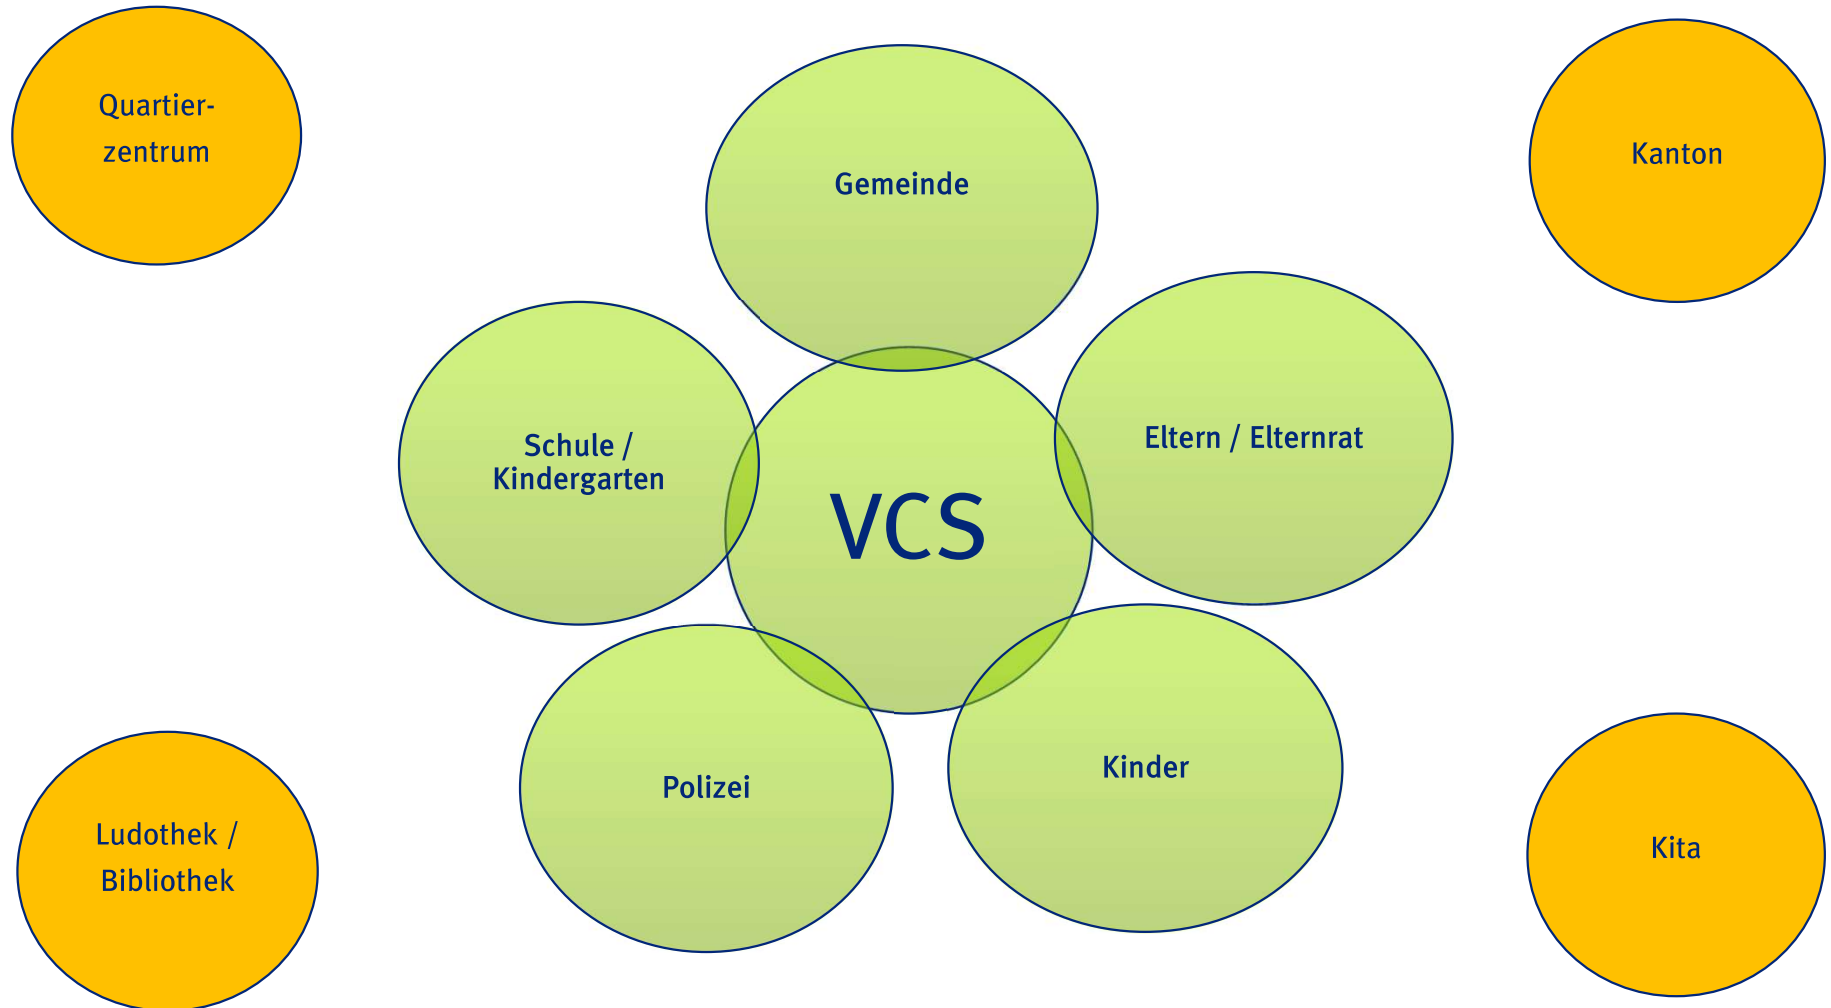 Quartier-
zentrum
Kanton
Gemeinde
Schule /
Kindergarten
Eltern / Elternrat
VCS
Polizei
Kinder
Ludothek /
Bibliothek
Kita